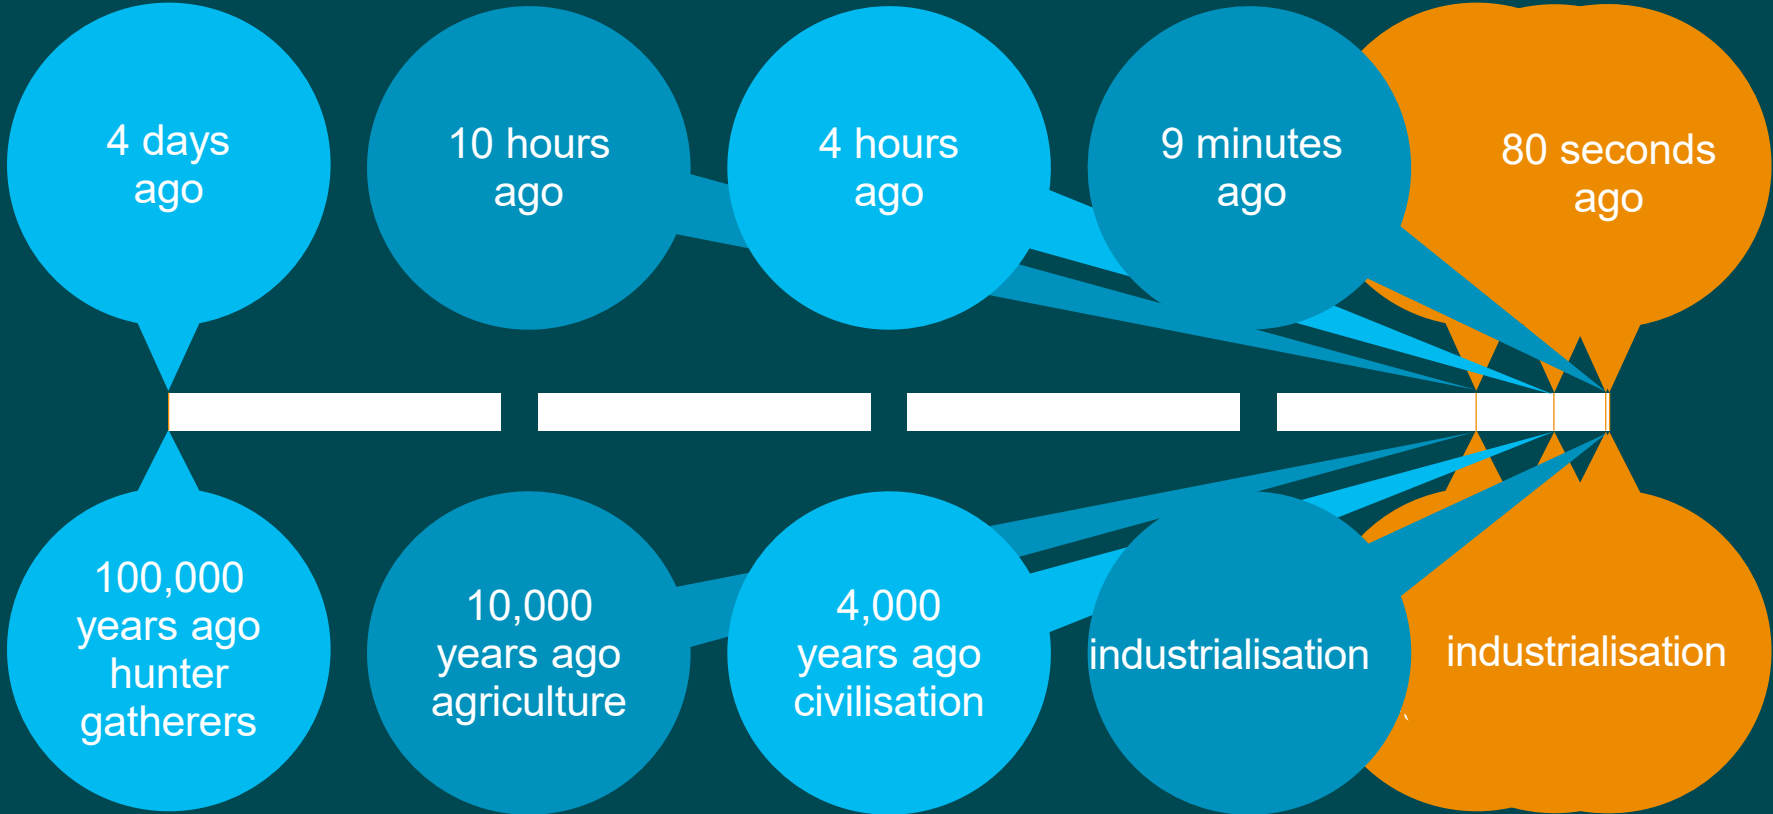 4 days
ago
10 hours
ago
4 hours
ago
9 minutes
ago
80 seconds
ago
100,000
years ago
hunter
gatherers
10,000
years ago
agriculture
4,000
years ago
civilisation
industrialisation
industrialisation